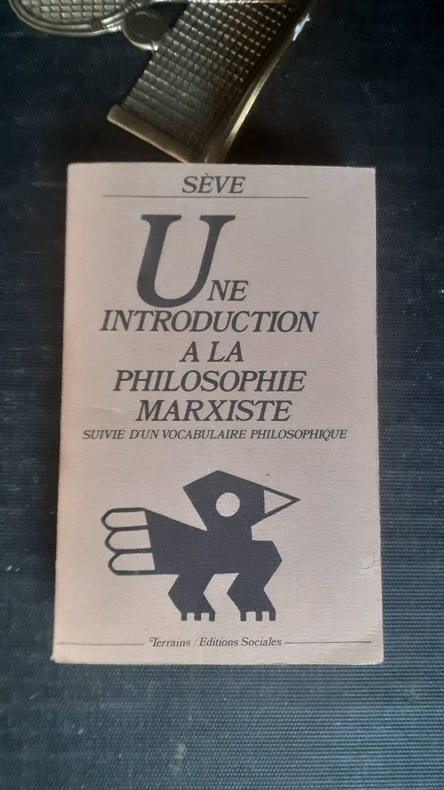 SÈVE
UNE
INTRODUCTION
A LA
PHILOSOPHIE
MARXISTE
SUIVIE D'UN VOCABULAIRE PHILOSOPHIQUE
Terrains / Editions Sociales